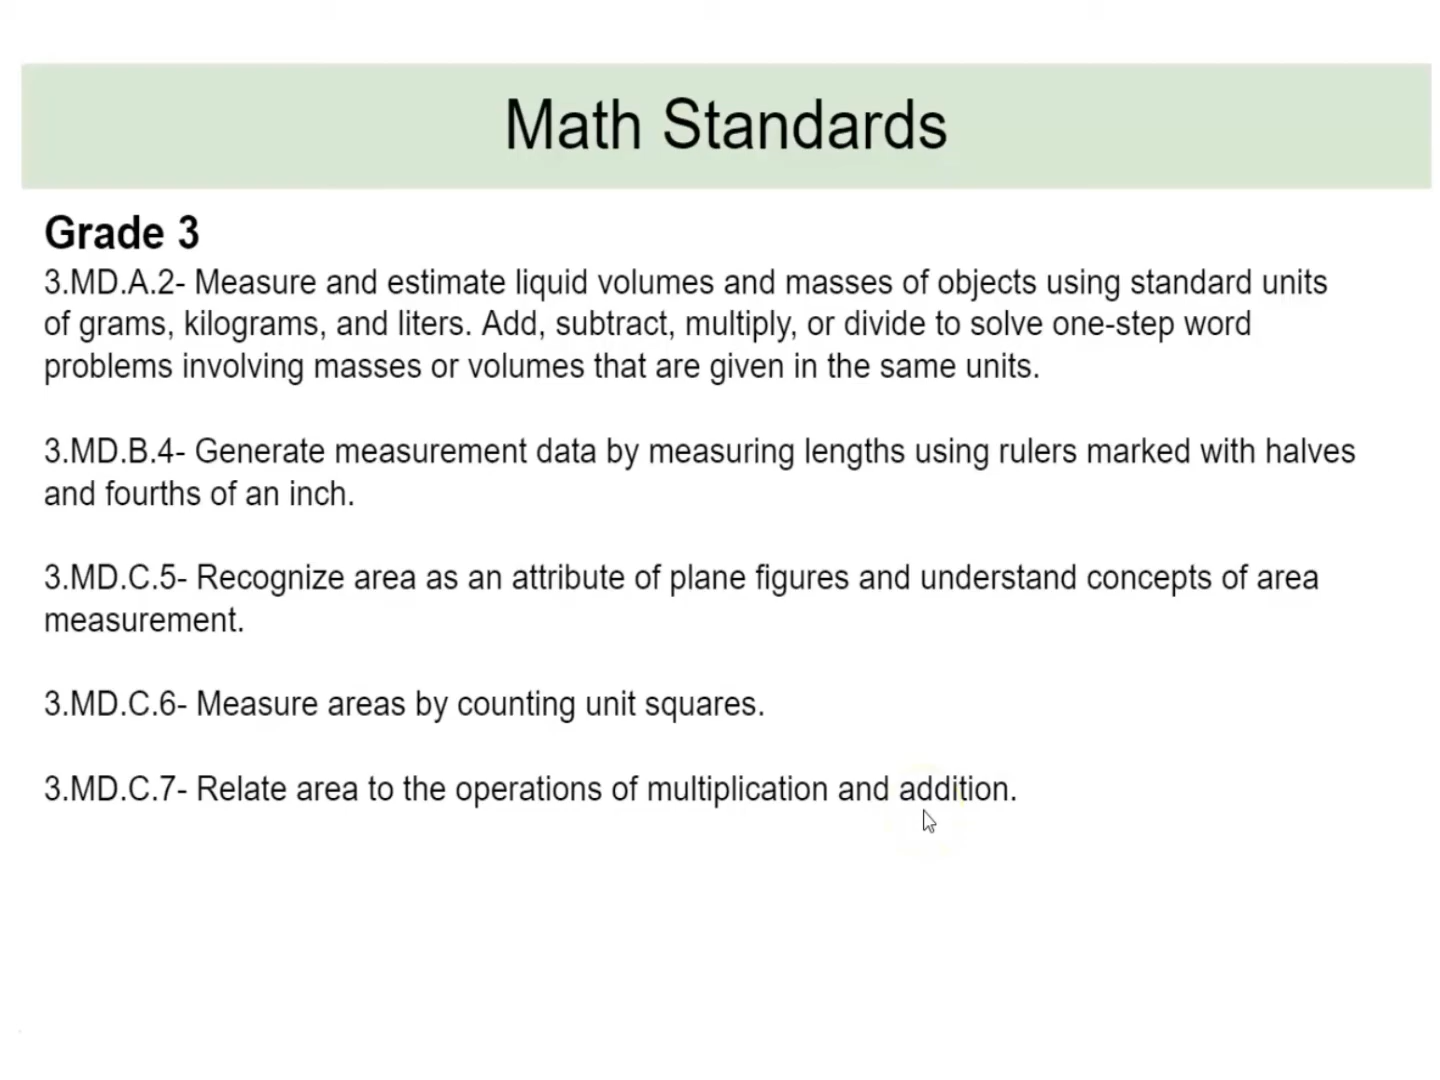 Math Standards
Grade 3
3.MD.A.2- Measure and estimate liquid volumes and masses of objects using standard units
of grams, kilograms, and liters. Add, subtract, multiply, or divide to solve one-step word
problems involving masses or volumes that are given in the same units.
3.MD.B.4- Generate measurement data by measuring lengths using rulers marked with halves
and fourths of an inch.
3.MD.C.5- Recognize area as an attribute of plane figures and understand concepts of area
measurement.
3.MD.C.6- Measure areas by counting unit squares.
3.MD.C.7- Relate area to the operations of multiplication and addition.